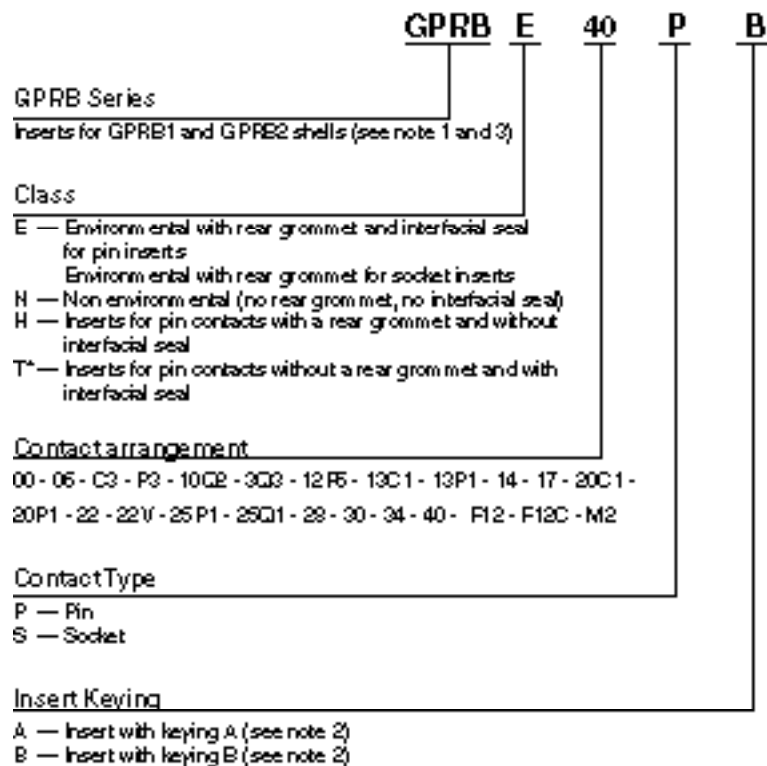 GPRB E 40 P B
GPRB Series
Inserts for GPRB1 and GPRB2 shells (see note 1 and 3)
Class
E — Environmental with rear grommet and interfacial seal
for pin inserts
Environmental with rear grommet for socket inserts
N — Non environmental (no rear grommet, no interfacial seal)
H — Inserts for pin contacts with a rear grommet and without
interfacial seal
T* — Inserts for pin contacts without a rear grommet and with
interfacial seal
Contact arrangement
00 - 06 - C3 - P3 - 10Q2 - 3Q3 - 12F5 - 13C1 - 13P1 - 14 - 17 - 20C1 -
20P1 - 22 - 22V - 25P1 - 25Q1 - 28 - 30 - 34 - 40 - F12 - F12C - M2
Contact Type
P — Pin
S — Socket
Insert Keying
A — Insert with keying A (see note 2)
B — Insert with keying B (see note 2)